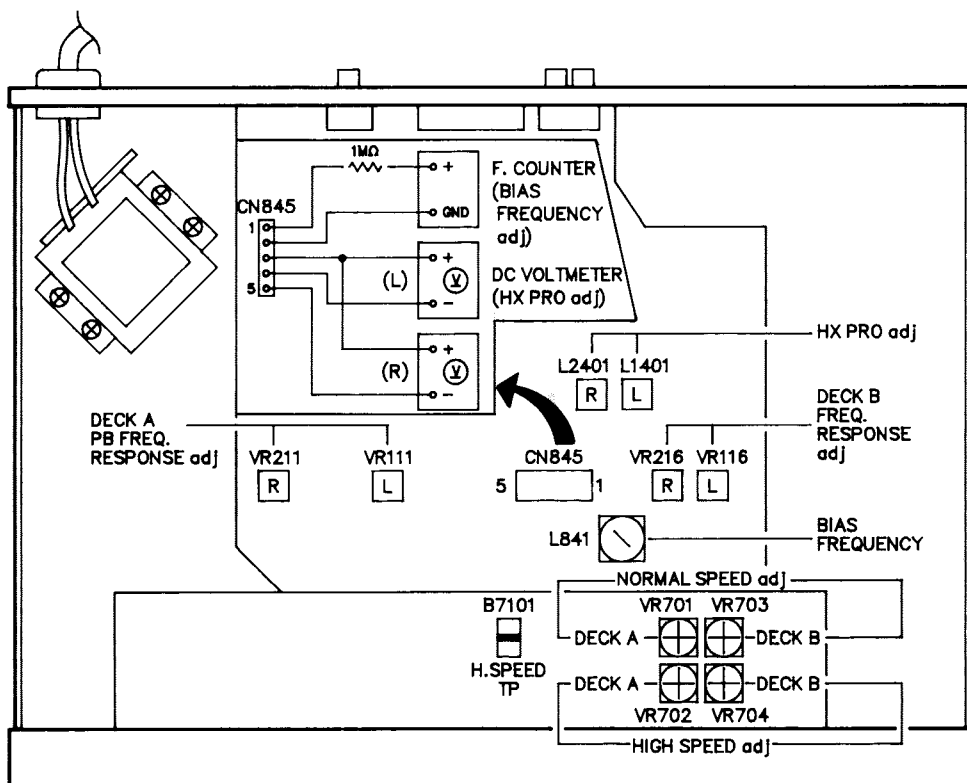 1MΩ
CN845
1
5
+
GND
F. COUNTER
(BIAS
FREQUENCY
adj)
(L)
+
V
-
DC VOLTMETER
(HX PRO adj)
(R)
+
V
-
HX PRO adj
L2401 L1401
R L
DECK A
PB FREQ.
RESPONSE adj
VR211
R
VR111
L
CN845
5 1
VR216 VR116
R L
DECK B
FREQ.
RESPONSE
adj
L841
BIAS
FREQUENCY
NORMAL SPEED adj
B7101
H.SPEED
TP
VR701 VR703
DECK A DECK B
DECK A DECK B
VR702 VR704
HIGH SPEED adj